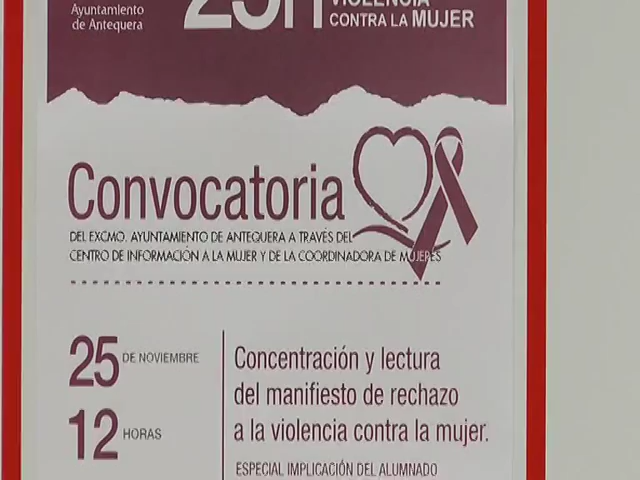 Ayuntamiento
de Antequera
25N
VIOLENCIA
CONTRA LA MUJER
Convocatoria
DEL EXCMO. AYUNTAMIENTO DE ANTEQUERA A TRAVÉS DEL
CENTRO DE INFORMACIÓN A LA MUJER Y DE LA COORDINADORA DE MUJERES
25 DE NOVIEMBRE
12 HORAS
Concentración y lectura
del manifiesto de rechazo
a la violencia contra la mujer.
ESPECIAL IMPLICACIÓN DEL ALUMNADO